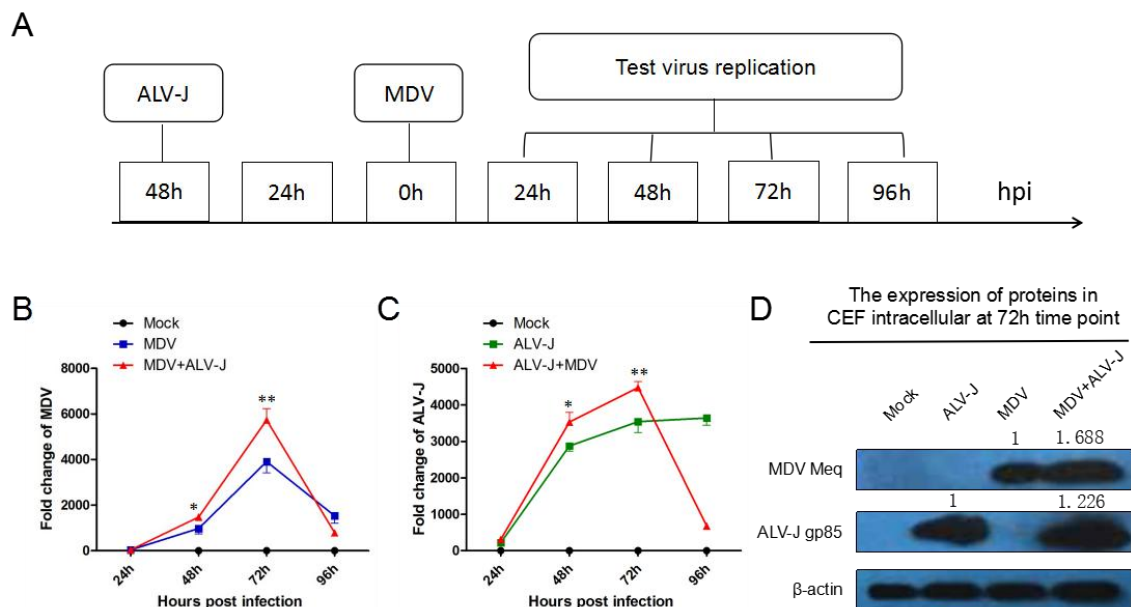 A
ALV-J
MDV
Test virus replication
48h
24h
0h
24h
48h
72h
96h
hpi
B
Mock
MDV
MDV+ALV-J
Fold change of MDV
8000
6000
4000
2000
0
*
**
24h
48h
72h
96h
Hours post infection
C
Mock
ALV-J
ALV-J+MDV
Fold change of ALV-J
5000
4000
3000
2000
1000
0
*
**
24h
48h
72h
96h
Hours post infection
D
The expression of proteins in
CEF intracellular at 72h time point
Mock
ALV-J
MDV
MDV+ALV-J
1
1.688
MDV Meq
1
1.226
ALV-J gp85
β-actin